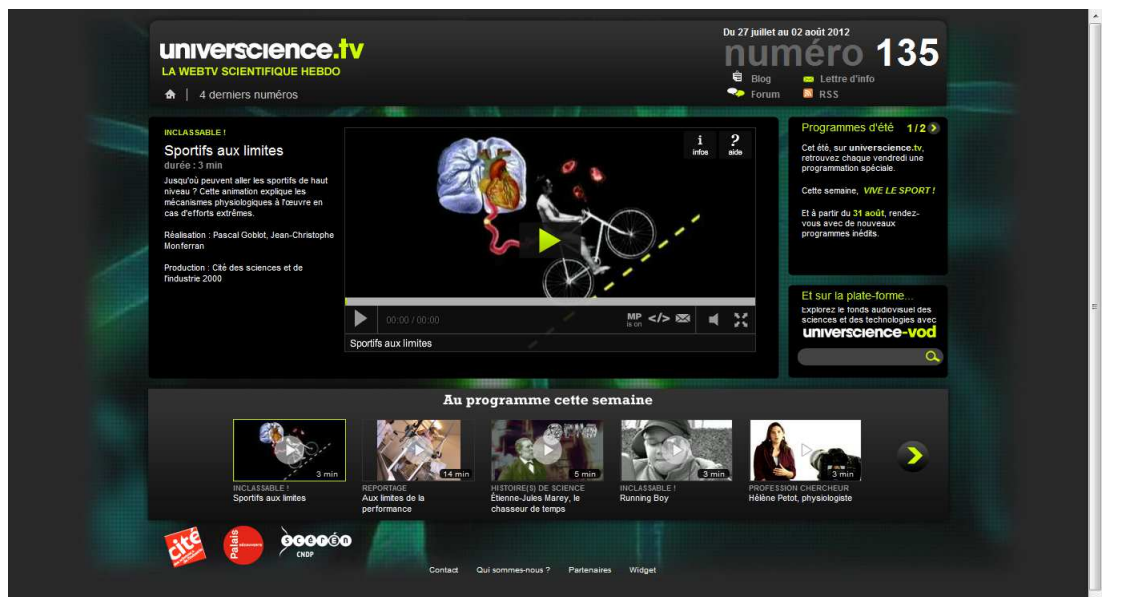 universcience.tv
LA WEBTV SCIENTIFIQUE HEBDO
4 derniers numéros
Du 27 juillet au 02 août 2012
numéro 135
Blog
Lettre d'info
Forum
RSS
INCLASSABLE !
Sportifs aux limites
durée : 3 min
Jusqu'où peuvent aller les sportifs de haut
niveau ? Cette animation explique les
mécanismes physiologiques à l'œuvre en
cas d'efforts extrêmes.
Réalisation : Pascal Goblot, Jean-Christophe
Monferran
Production : Cité des sciences et de
l'industrie 2000
i
infos
?
aide
00:00 / 00:00
MP
is on
</>
Sportifs aux limites
Programmes d'été 1/2
Cet été, sur universcience.tv,
retrouvez chaque vendredi une
programmation spéciale.
Cette semaine, VIVE LE SPORT !
Et à partir du 31 août, rendez-
vous avec de nouveaux
programmes inédits.
Et sur la plate-forme...
Explorez le fonds audiovisuel des
sciences et des technologies avec
universcience-vod
Au programme cette semaine
3 min
INCLASSABLE !
Sportifs aux limites
14 min
REPORTAGE
Aux limites de la
performance
5 min
HISTOIRE(S) DE SCIENCE
Étienne-Jules Marey, le
chasseur de temps
3 min
INCLASSABLE !
Running Boy
3 min
PROFESSION CHERCHEUR
Hélène Petot, physiologiste
cité
Palais
scérén
CNDP
Contact
Qui sommes-nous ?
Partenaires
Widget